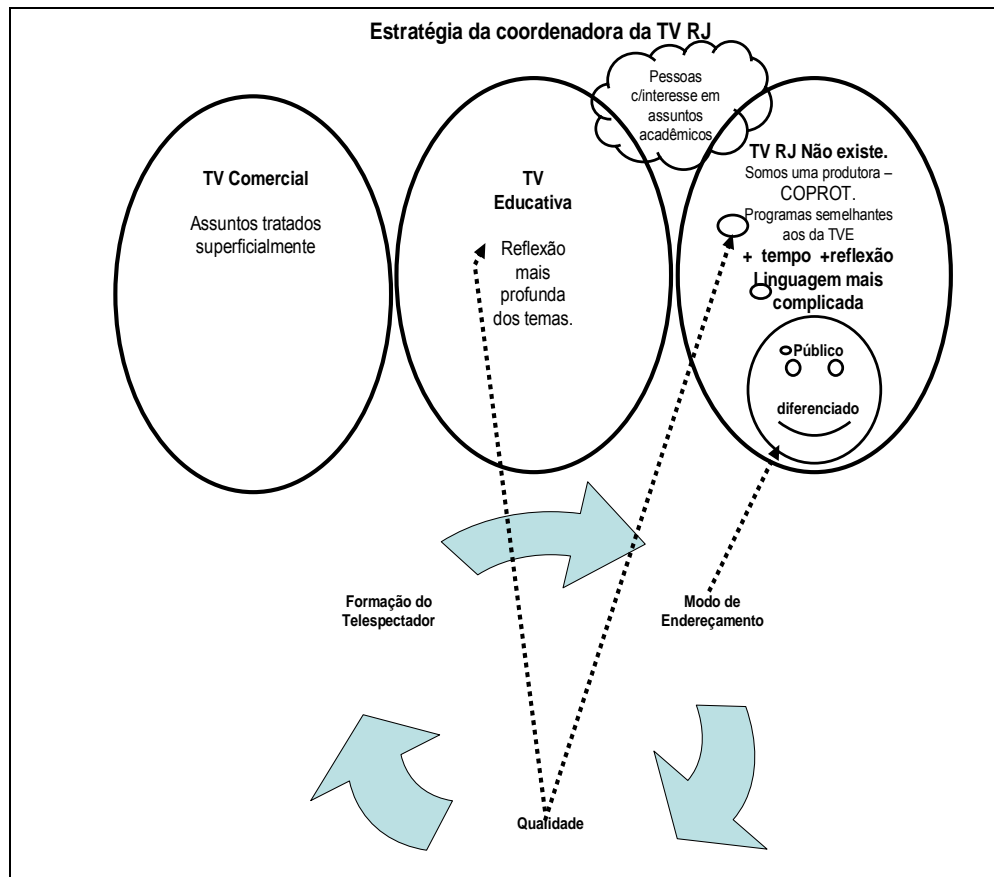 Estratégia da coordenadora da TV RJ
Pessoas
c/interesse em
assuntos
acadêmicos
TV Comercial
Assuntos tratados
superficialmente
TV
Educativa
Reflexão
mais
profunda
dos temas.
TV RJ Não existe.
Somos uma produtora –
COPROT.
Programas semelhantes
aos da TVE
+ tempo +reflexão
Linguagem mais
complicada
Público
diferenciado
Formação do
Telespectador
Modo de
Endereçamento
Qualidade